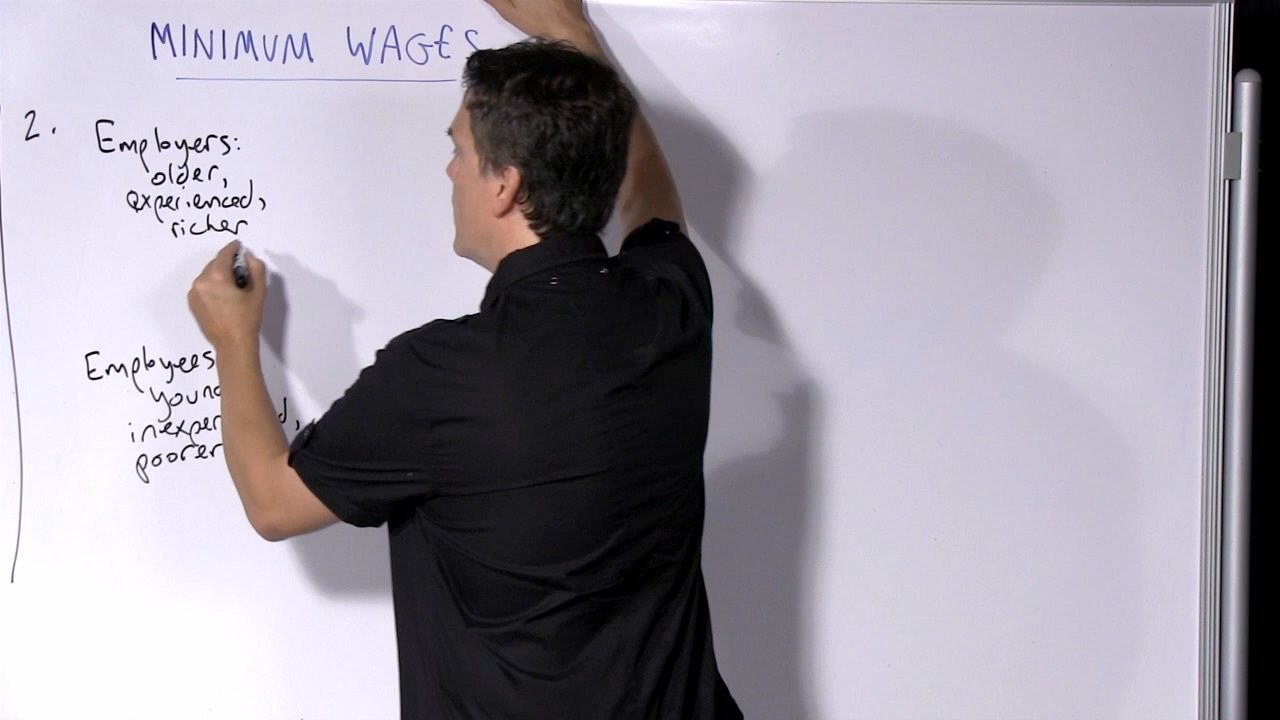 MINIMUM WAGES
2. Employers:
older,
experienced,
richer
Employees
poorer